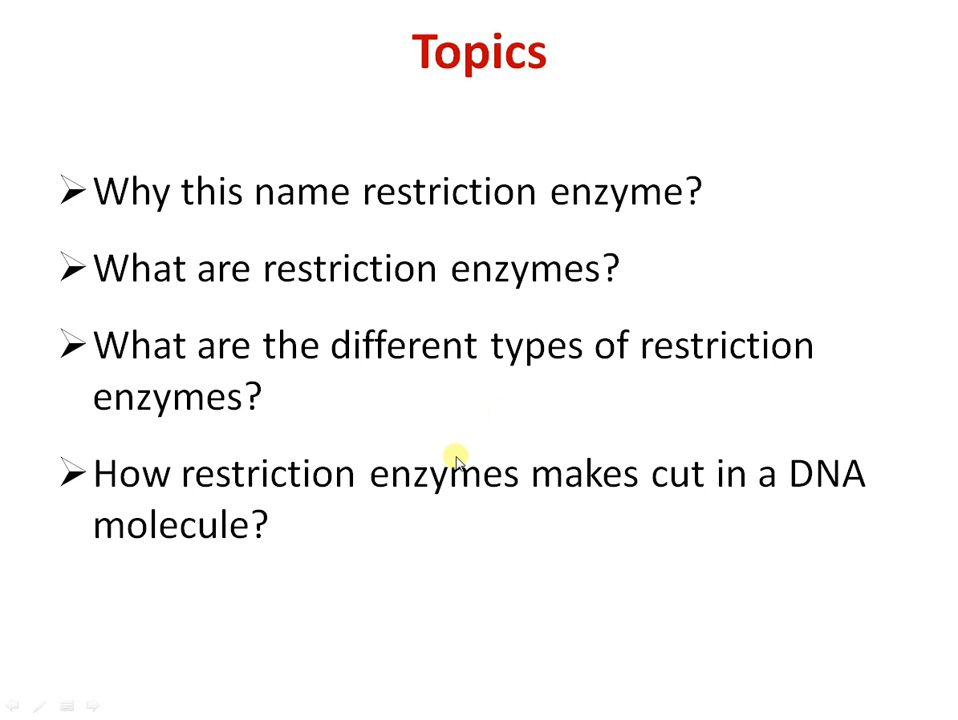 Topics
➢Why this name restriction enzyme?
➢What are restriction enzymes?
➢What are the different types of restriction
enzymes?
➢How restriction enzymes makes cut in a DNA
molecule?